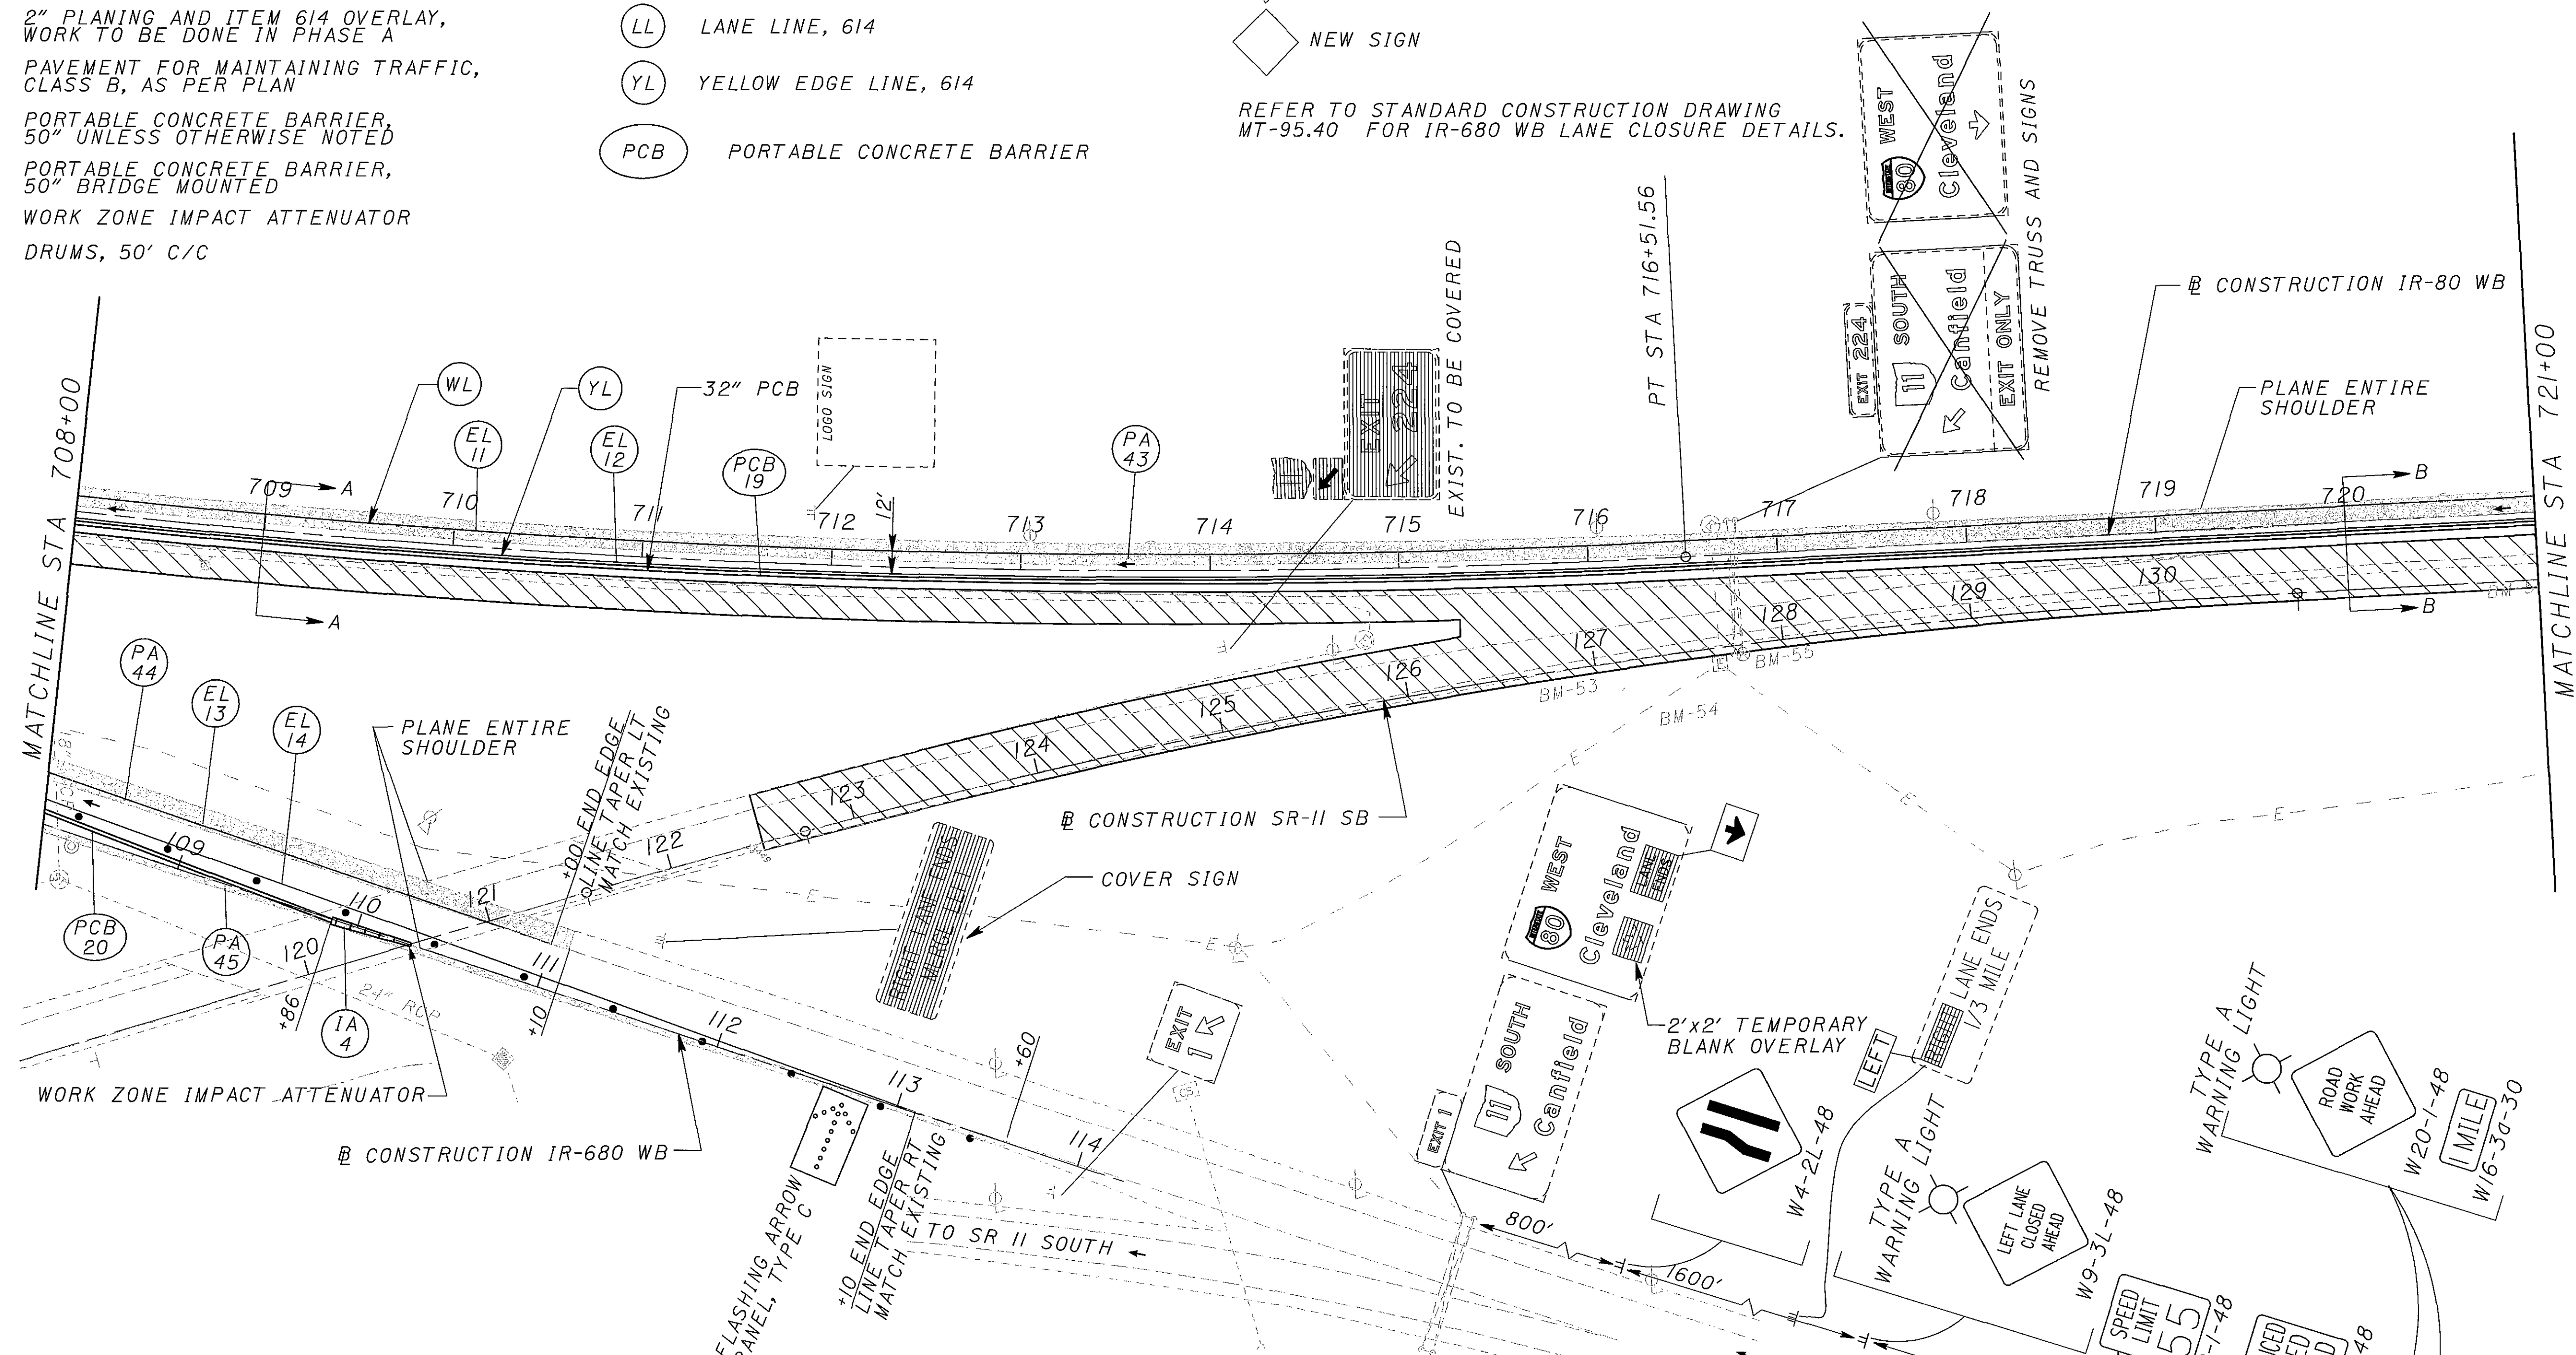 2" PLANING AND ITEM 614 OVERLAY,
WORK TO BE DONE IN PHASE A
PAVEMENT FOR MAINTAINING TRAFFIC,
CLASS B, AS PER PLAN
PORTABLE CONCRETE BARRIER,
50" UNLESS OTHERWISE NOTED
PORTABLE CONCRETE BARRIER,
50" BRIDGE MOUNTED
WORK ZONE IMPACT ATTENUATOR
DRUMS, 50' C/C
LL LANE LINE, 614
YL YELLOW EDGE LINE, 614
PCB PORTABLE CONCRETE BARRIER
NEW SIGN
REFER TO STANDARD CONSTRUCTION DRAWING
MT-95.40 FOR IR-680 WB LANE CLOSURE DETAILS.
80 WEST
Cleveland
REMOVE TRUSS AND SIGNS
EXIT 224
11 SOUTH
Canfield
EXIT ONLY
PT STA 716+51.56
EXIT
224
EXIST. TO BE COVERED
LOGO SIGN
℄ CONSTRUCTION IR-80 WB
PLANE ENTIRE
SHOULDER
MATCHLINE STA 708+00
MATCHLINE STA 721+00
WL
YL
32" PCB
EL
11
EL
12
PCB
19
PA
43
12'
A
A
B
B
709
710
711
712
713
714
715
716
717
718
719
720
130
129
128
127
126
125
124
123
122
121
120
BM-53
BM-54
BM-55
PA
44
EL
13
EL
14
PLANE ENTIRE
SHOULDER
+00 END EDGE
LINE TAPER LT
MATCH EXISTING
℄ CONSTRUCTION SR-11 SB
COVER SIGN
RIGHT LANE ENDS
MERGE LEFT
E
E
E
E
E
18"
109
110
111
112
113
114
PCB
20
PA
45
+86
IA
4
24" RCP
+10
+60
WORK ZONE IMPACT ATTENUATOR
℄ CONSTRUCTION IR-680 WB
FLASHING ARROW
PANEL, TYPE C
+10 END EDGE
LINE TAPER RT
MATCH EXISTING
TO SR 11 SOUTH
EXIT
1
80 WEST
Cleveland
LANE
ENDS
EXIT 1
11 SOUTH
Canfield
2'x2' TEMPORARY
BLANK OVERLAY
LEFT
LANE ENDS
1/3 MILE
800'
1600'
W4-2L-48
TYPE A
WARNING LIGHT
LEFT LANE
CLOSED
AHEAD
W9-3L-48
TYPE A
WARNING LIGHT
ROAD
WORK
AHEAD
W20-1-48
1 MILE
W16-3a-30
SPEED
LIMIT
55
-1-48
48